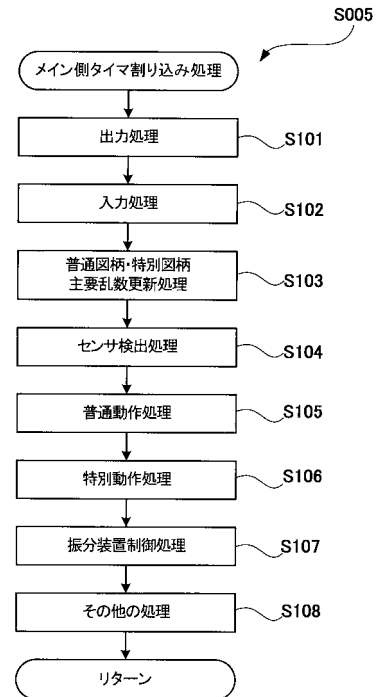 S005
メイン側タイマ割り込み処理
出力処理
S101
入力処理
S102
普通図柄・特別図柄
主要乱数更新処理
S103
センサ検出処理
S104
普通動作処理
S105
特別動作処理
S106
振分装置制御処理
S107
その他の処理
S108
リターン